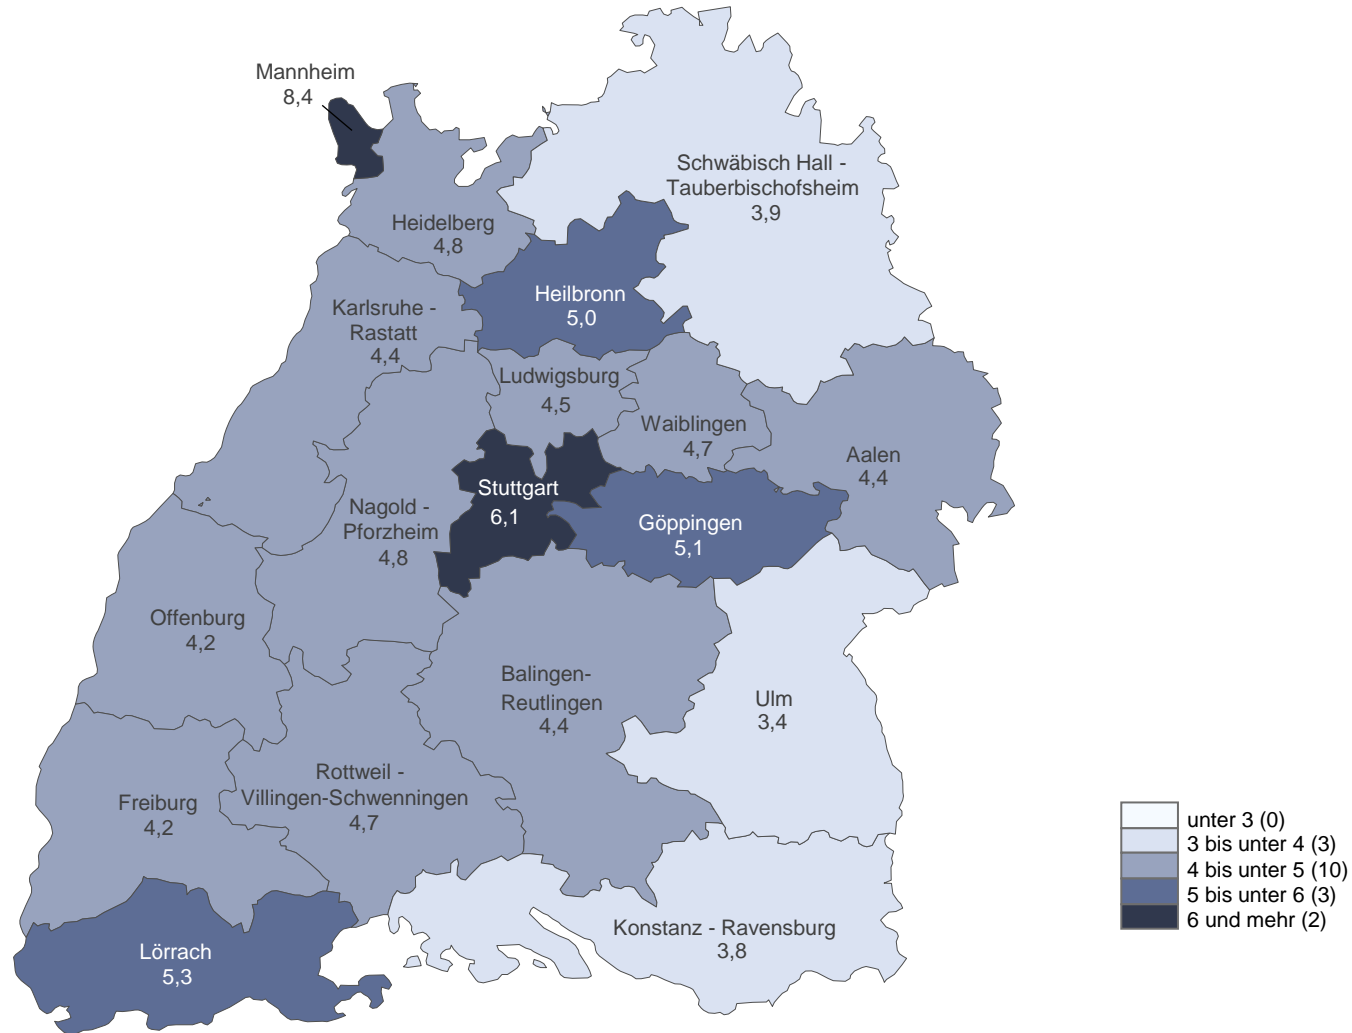 Mannheim
8,4
Schwäbisch Hall -
Tauberbischofsheim
3,9
Heidelberg
4,8
Heilbronn
5,0
Karlsruhe -
Rastatt
4,4
Ludwigsburg
4,5
Waiblingen
4,7
Aalen
4,4
Stuttgart
6,1
Nagold -
Pforzheim
4,8
Göppingen
5,1
Offenburg
4,2
Balingen-
Reutlingen
4,4
Ulm
3,4
Rottweil -
Villingen-Schwenningen
4,7
Freiburg
4,2
Konstanz - Ravensburg
3,8
Lörrach
5,3
unter 3 (0)
3 bis unter 4 (3)
4 bis unter 5 (10)
5 bis unter 6 (3)
6 und mehr (2)